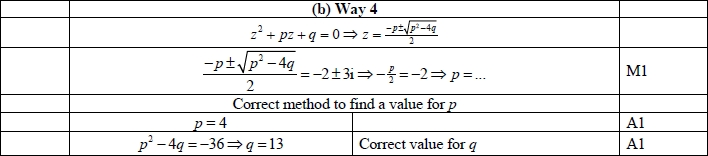 (b) Way 4
z² + pz + q = 0 ⇒ z = (−p±√(p²−4q))/2
(−p±√(p²−4q))/2 = −2±3i ⇒ −p/2 = −2 ⇒ p = ... M1
Correct method to find a value for p
p = 4 A1
p² − 4q = −36 ⇒ q = 13 Correct value for q A1